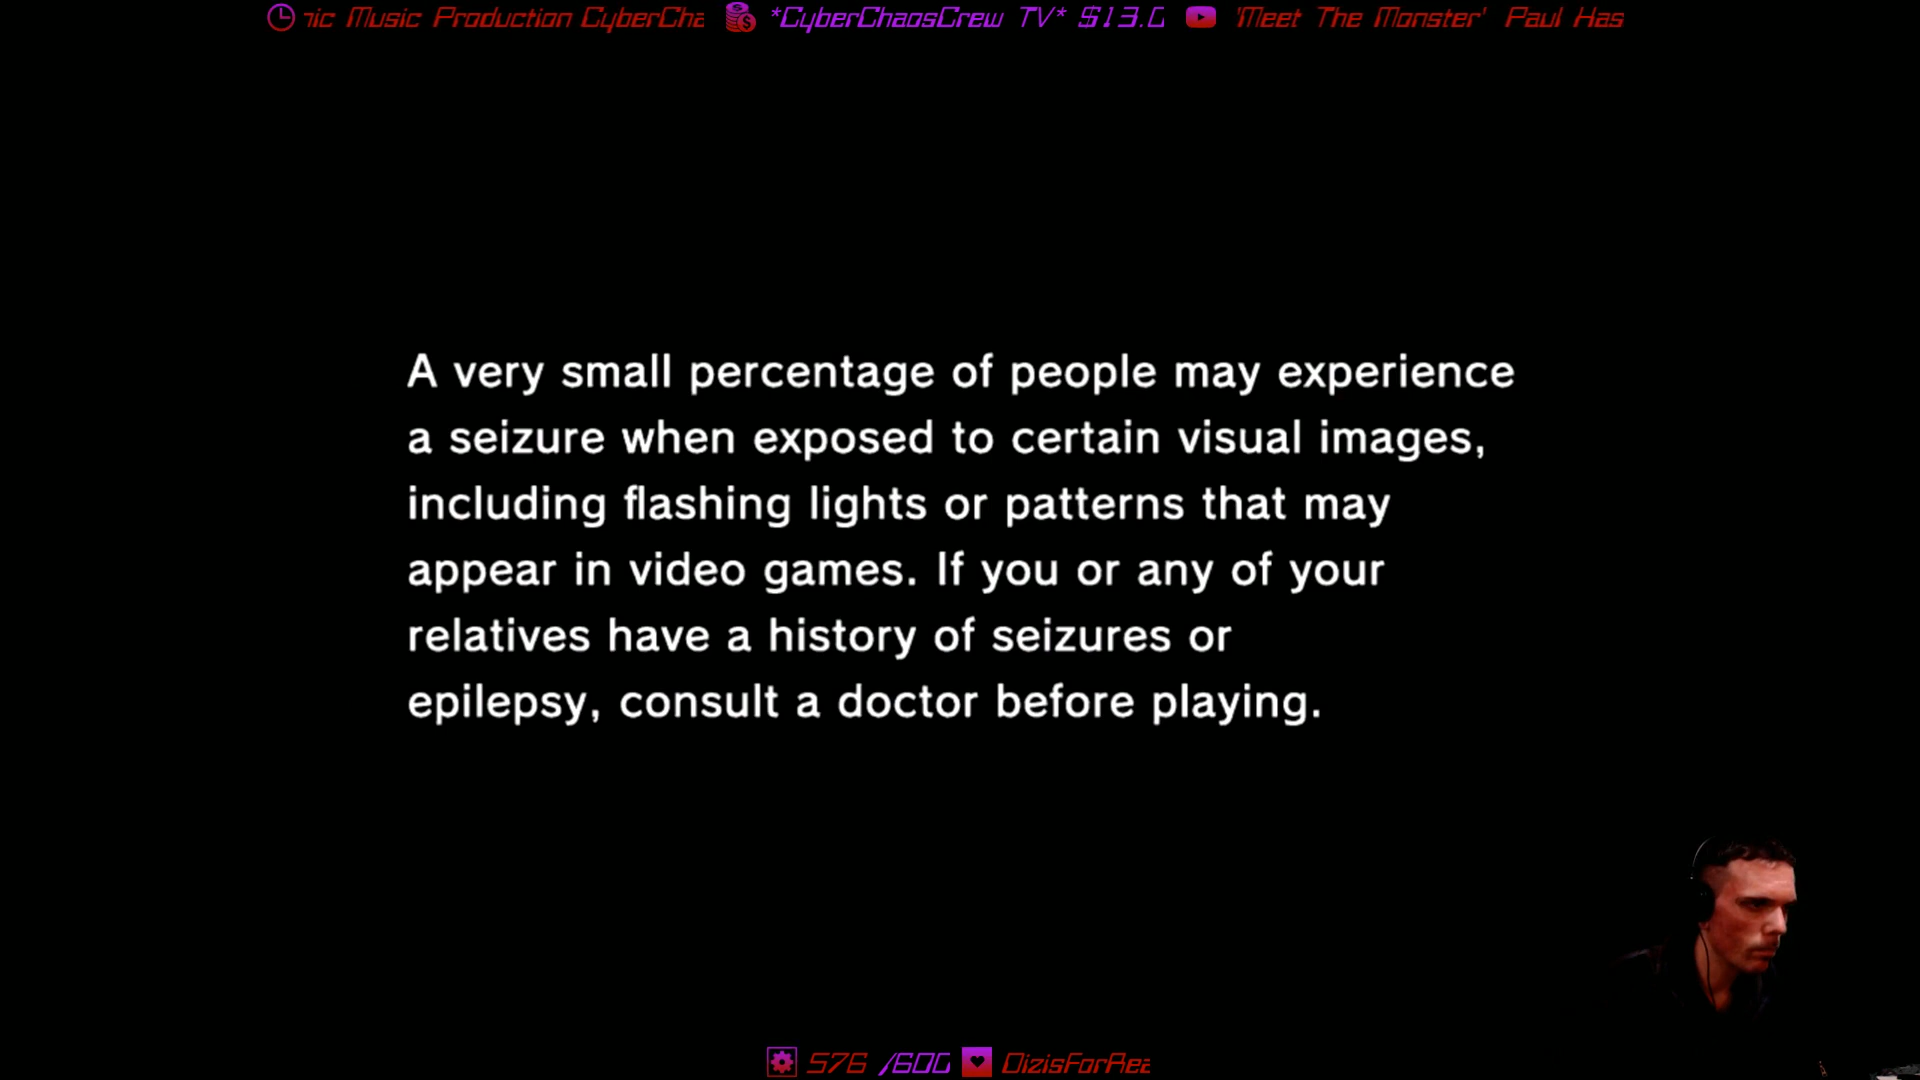 nic Music Production CyberCha
*CyberChaosCrew TV* $13.0
'Meet The Monster' Paul Has
A very small percentage of people may experience
a seizure when exposed to certain visual images,
including flashing lights or patterns that may
appear in video games. If you or any of your
relatives have a history of seizures or
epilepsy, consult a doctor before playing.
576 /600
DizisForRea